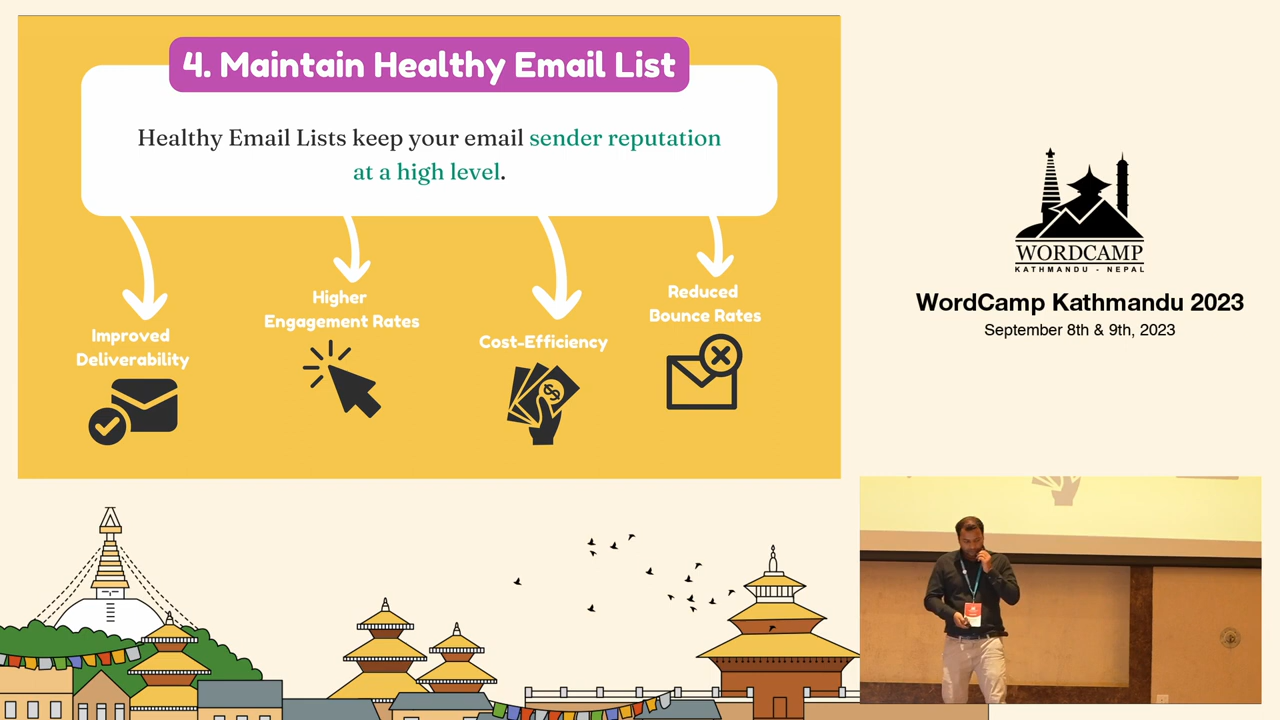 4. Maintain Healthy Email List
Healthy Email Lists keep your email sender reputation
at a high level.
Improved
Deliverability
Higher
Engagement Rates
Cost-Efficiency
Reduced
Bounce Rates
WORDCAMP
KATHMANDU - NEPAL
WordCamp Kathmandu 2023
September 8th & 9th, 2023